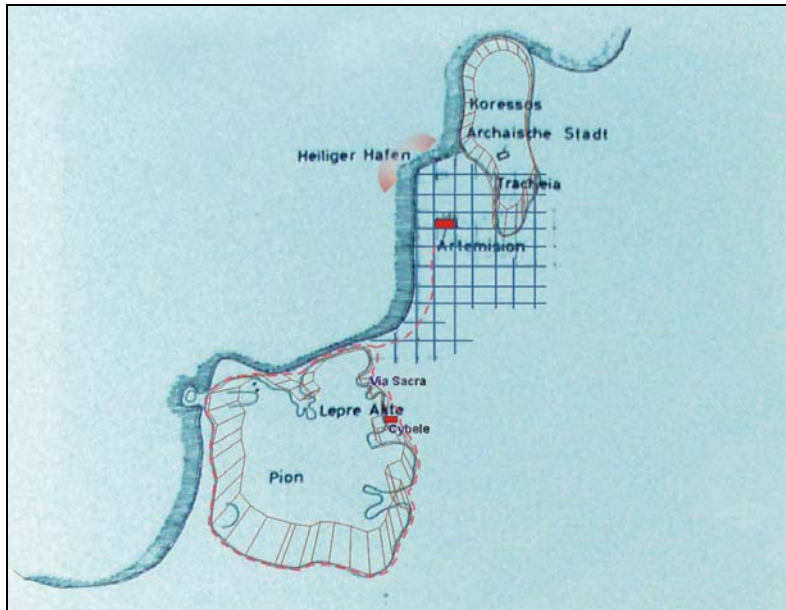 Koressos
Archaische Stadt
Heiliger Hafen
Tracheia
Artemision
Via Sacra
Lepre Akte
Cybele
Pion